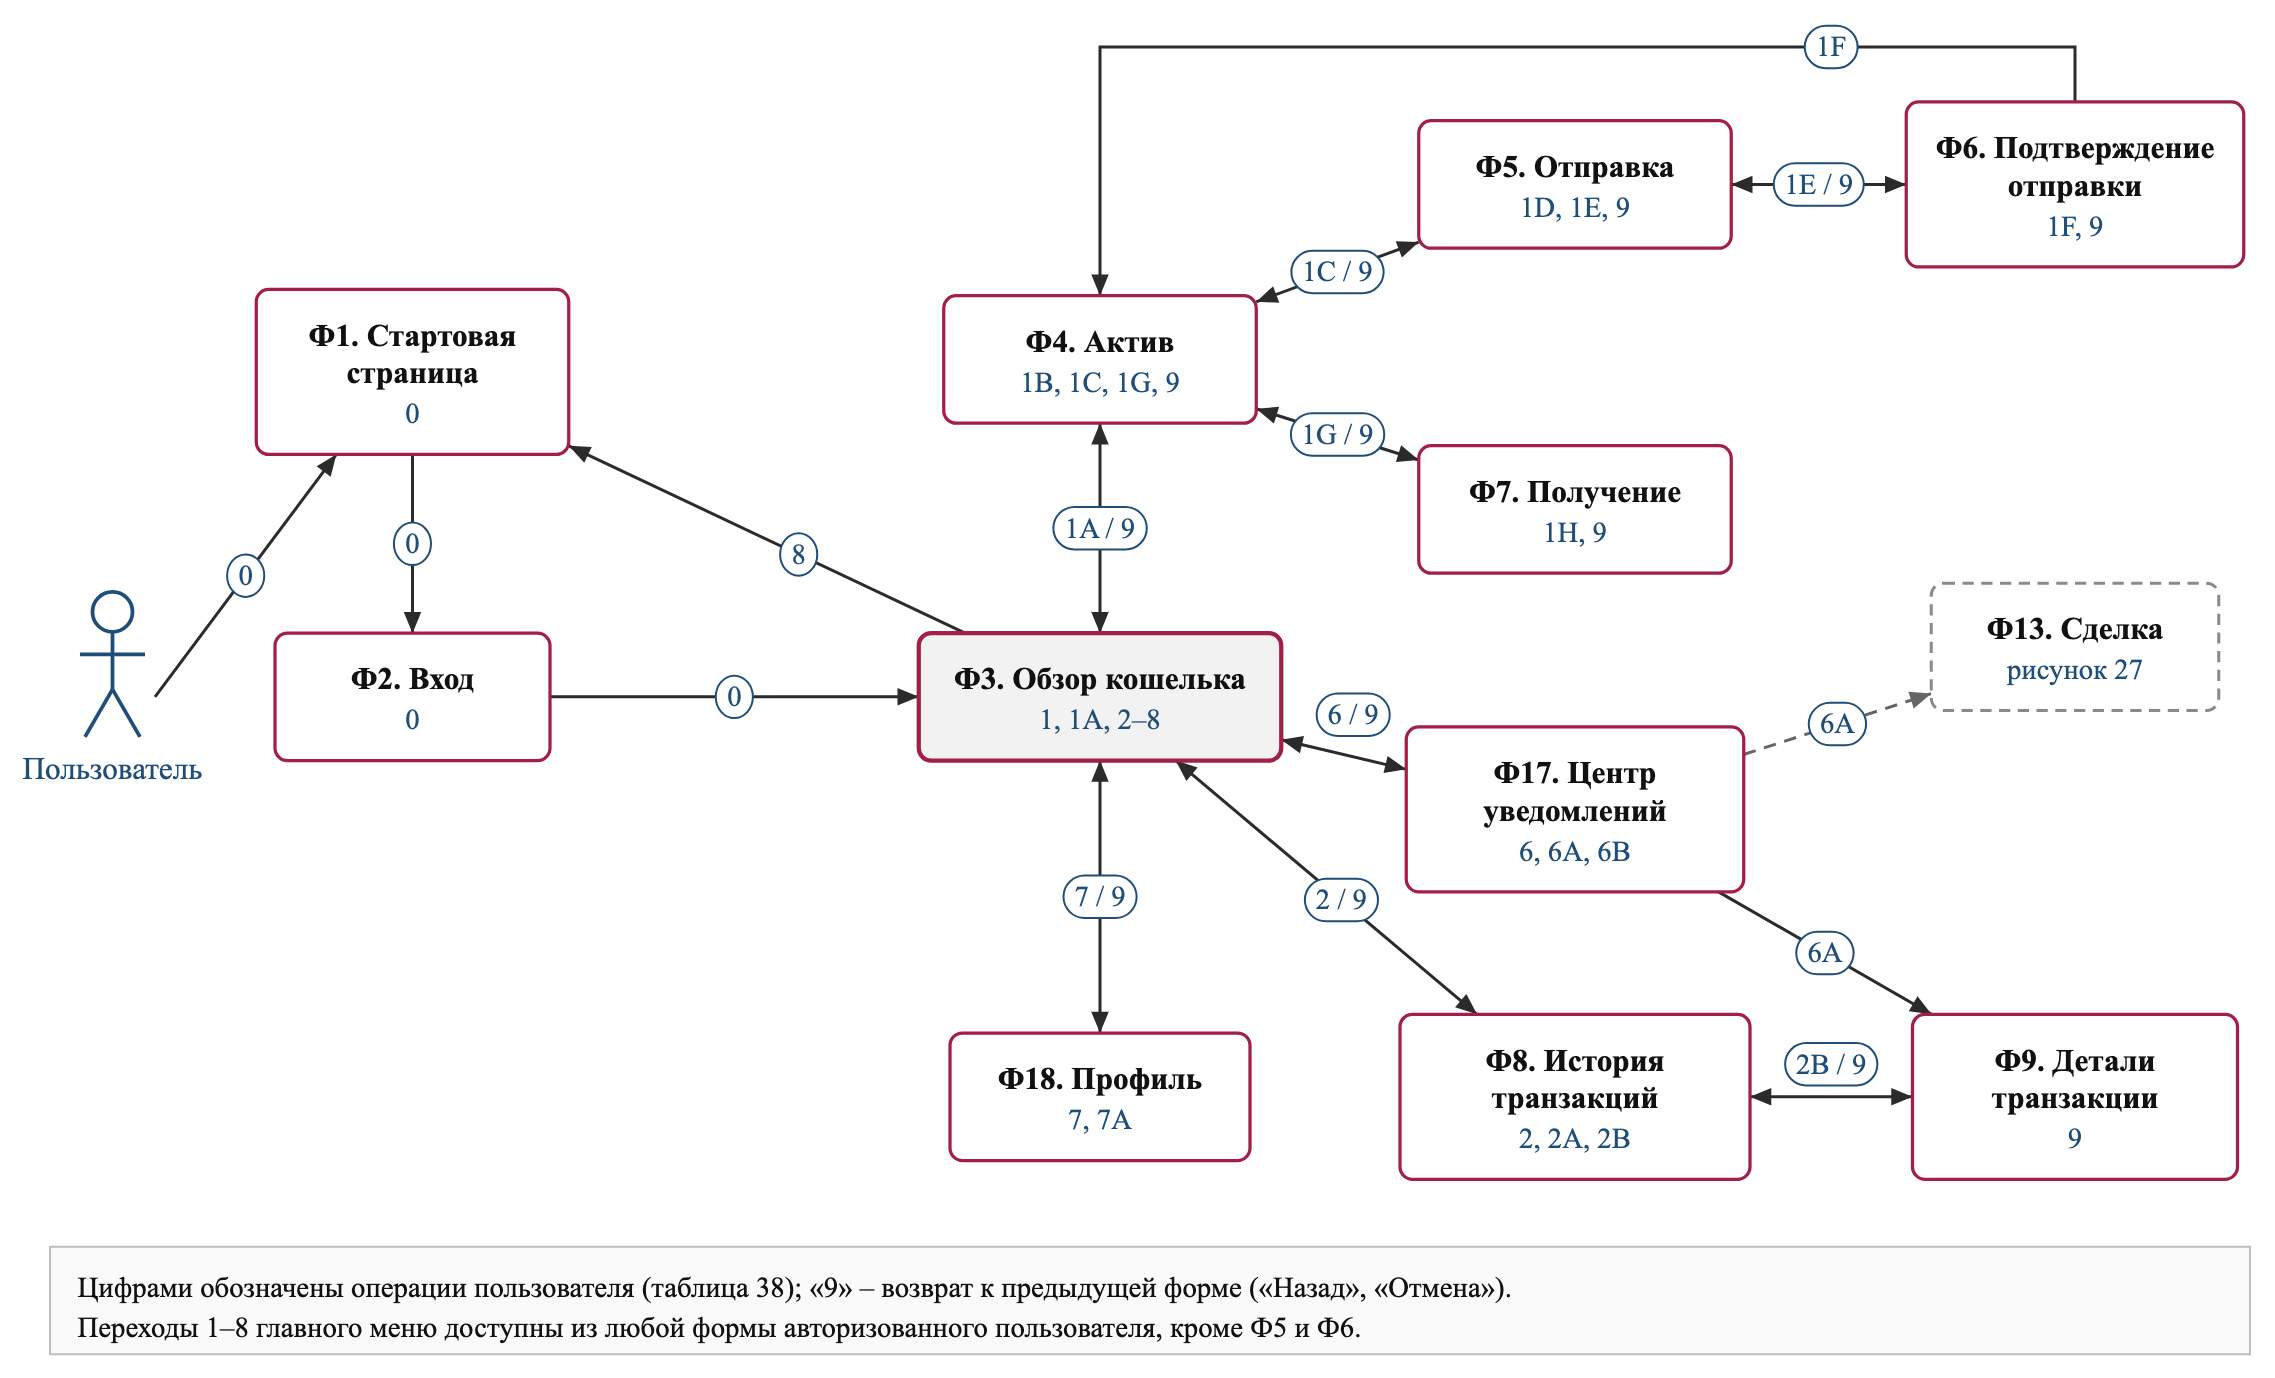 1F
Ф6. Подтверждение
отправки
1F, 9
Ф5. Отправка
1D, 1E, 9
1E / 9
1C / 9
Ф1. Стартовая
страница
0
Ф4. Актив
1B, 1C, 1G, 9
1G / 9
Ф7. Получение
1H, 9
0
0
8
1A / 9
Пользователь
Ф2. Вход
0
0
Ф3. Обзор кошелька
1, 1A, 2–8
6 / 9
Ф13. Сделка
рисунок 27
6A
Ф17. Центр
уведомлений
6, 6A, 6B
7 / 9
2 / 9
6A
Ф18. Профиль
7, 7A
Ф8. История
транзакций
2, 2A, 2B
2B / 9
Ф9. Детали
транзакции
9
Цифрами обозначены операции пользователя (таблица 38); «9» – возврат к предыдущей форме («Назад», «Отмена»).
Переходы 1–8 главного меню доступны из любой формы авторизованного пользователя, кроме Ф5 и Ф6.